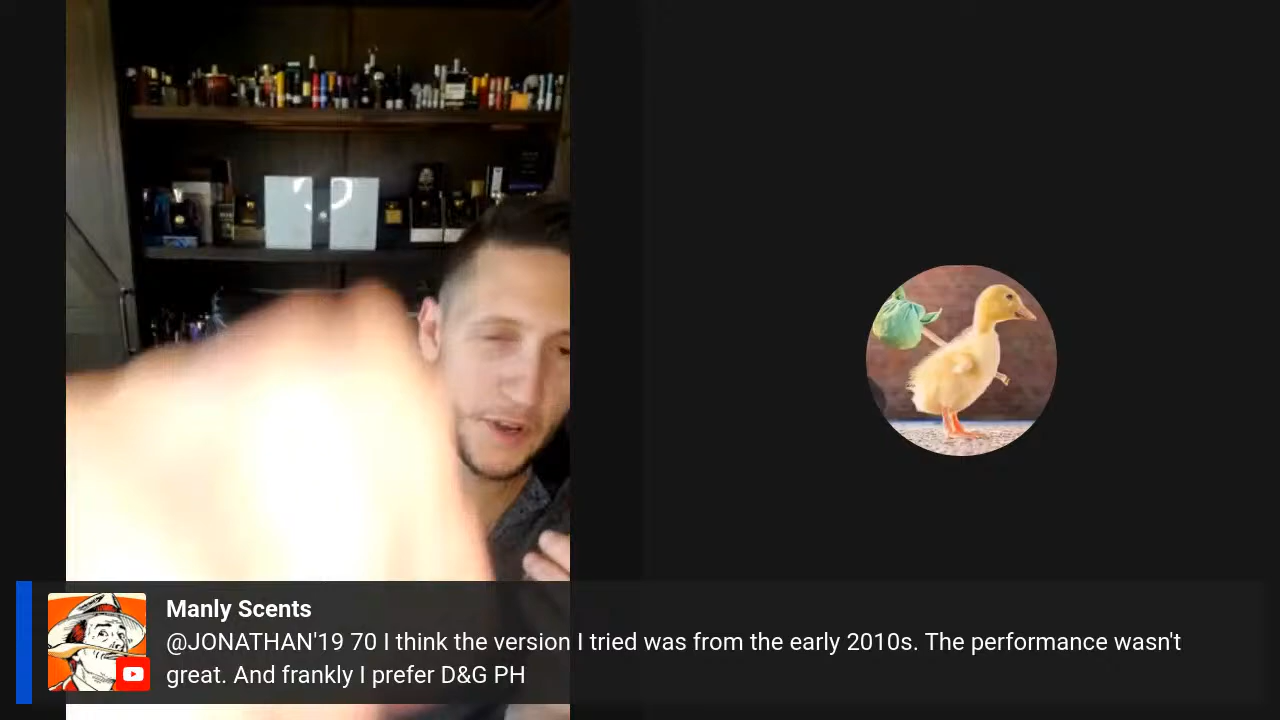 Manly Scents
@JONATHAN'19 70 I think the version I tried was from the early 2010s. The performance wasn't
great. And frankly I prefer D&G PH